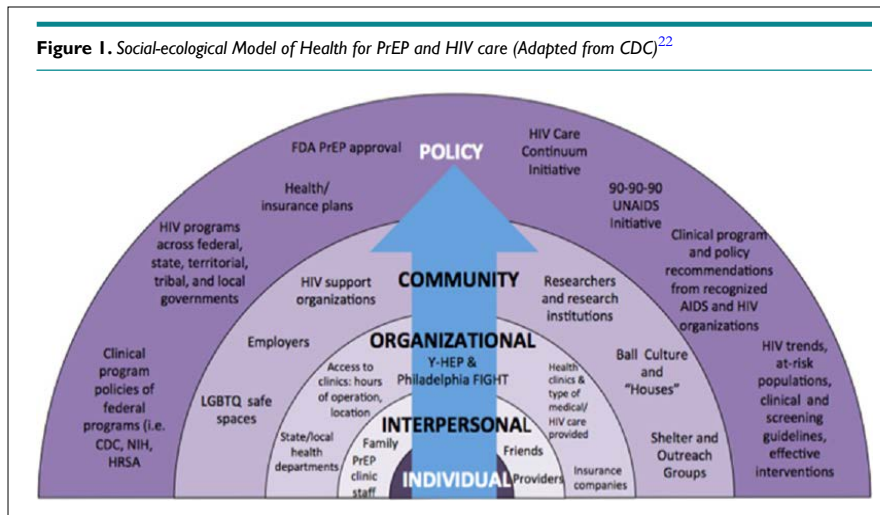 Figure 1. Social-ecological Model of Health for PrEP and HIV care (Adapted from CDC)22
FDA PrEP approval
POLICY
HIV Care
Continuum
Initiative
Health/
insurance plans
90-90-90
UNAIDS
Initiative
HIV programs
across federal,
state, territorial,
tribal, and local
governments
Clinical program
and policy
recommendations
from recognized
AIDS and HIV
organizations
Clinical
program
policies of
federal
programs (i.e.
CDC, NIH,
HRSA
HIV trends,
at-risk
populations,
clinical and
screening
guidelines,
effective
interventions
HIV support
organizations
COMMUNITY
Researchers
and research
institutions
Employers
Ball Culture
and
"Houses"
LGBTQ safe
spaces
Shelter and
Outreach
Groups
ORGANIZATIONAL
Y-HEP &
Philadelphia FIGHT
Access to
clinics: hours
of operation,
location
Health
clinics &
type of
medical/
HIV care
provided
State/local
health
departments
Insurance
companies
INTERPERSONAL
Family
PrEP
clinic
staff
Friends
Providers
INDIVIDUAL